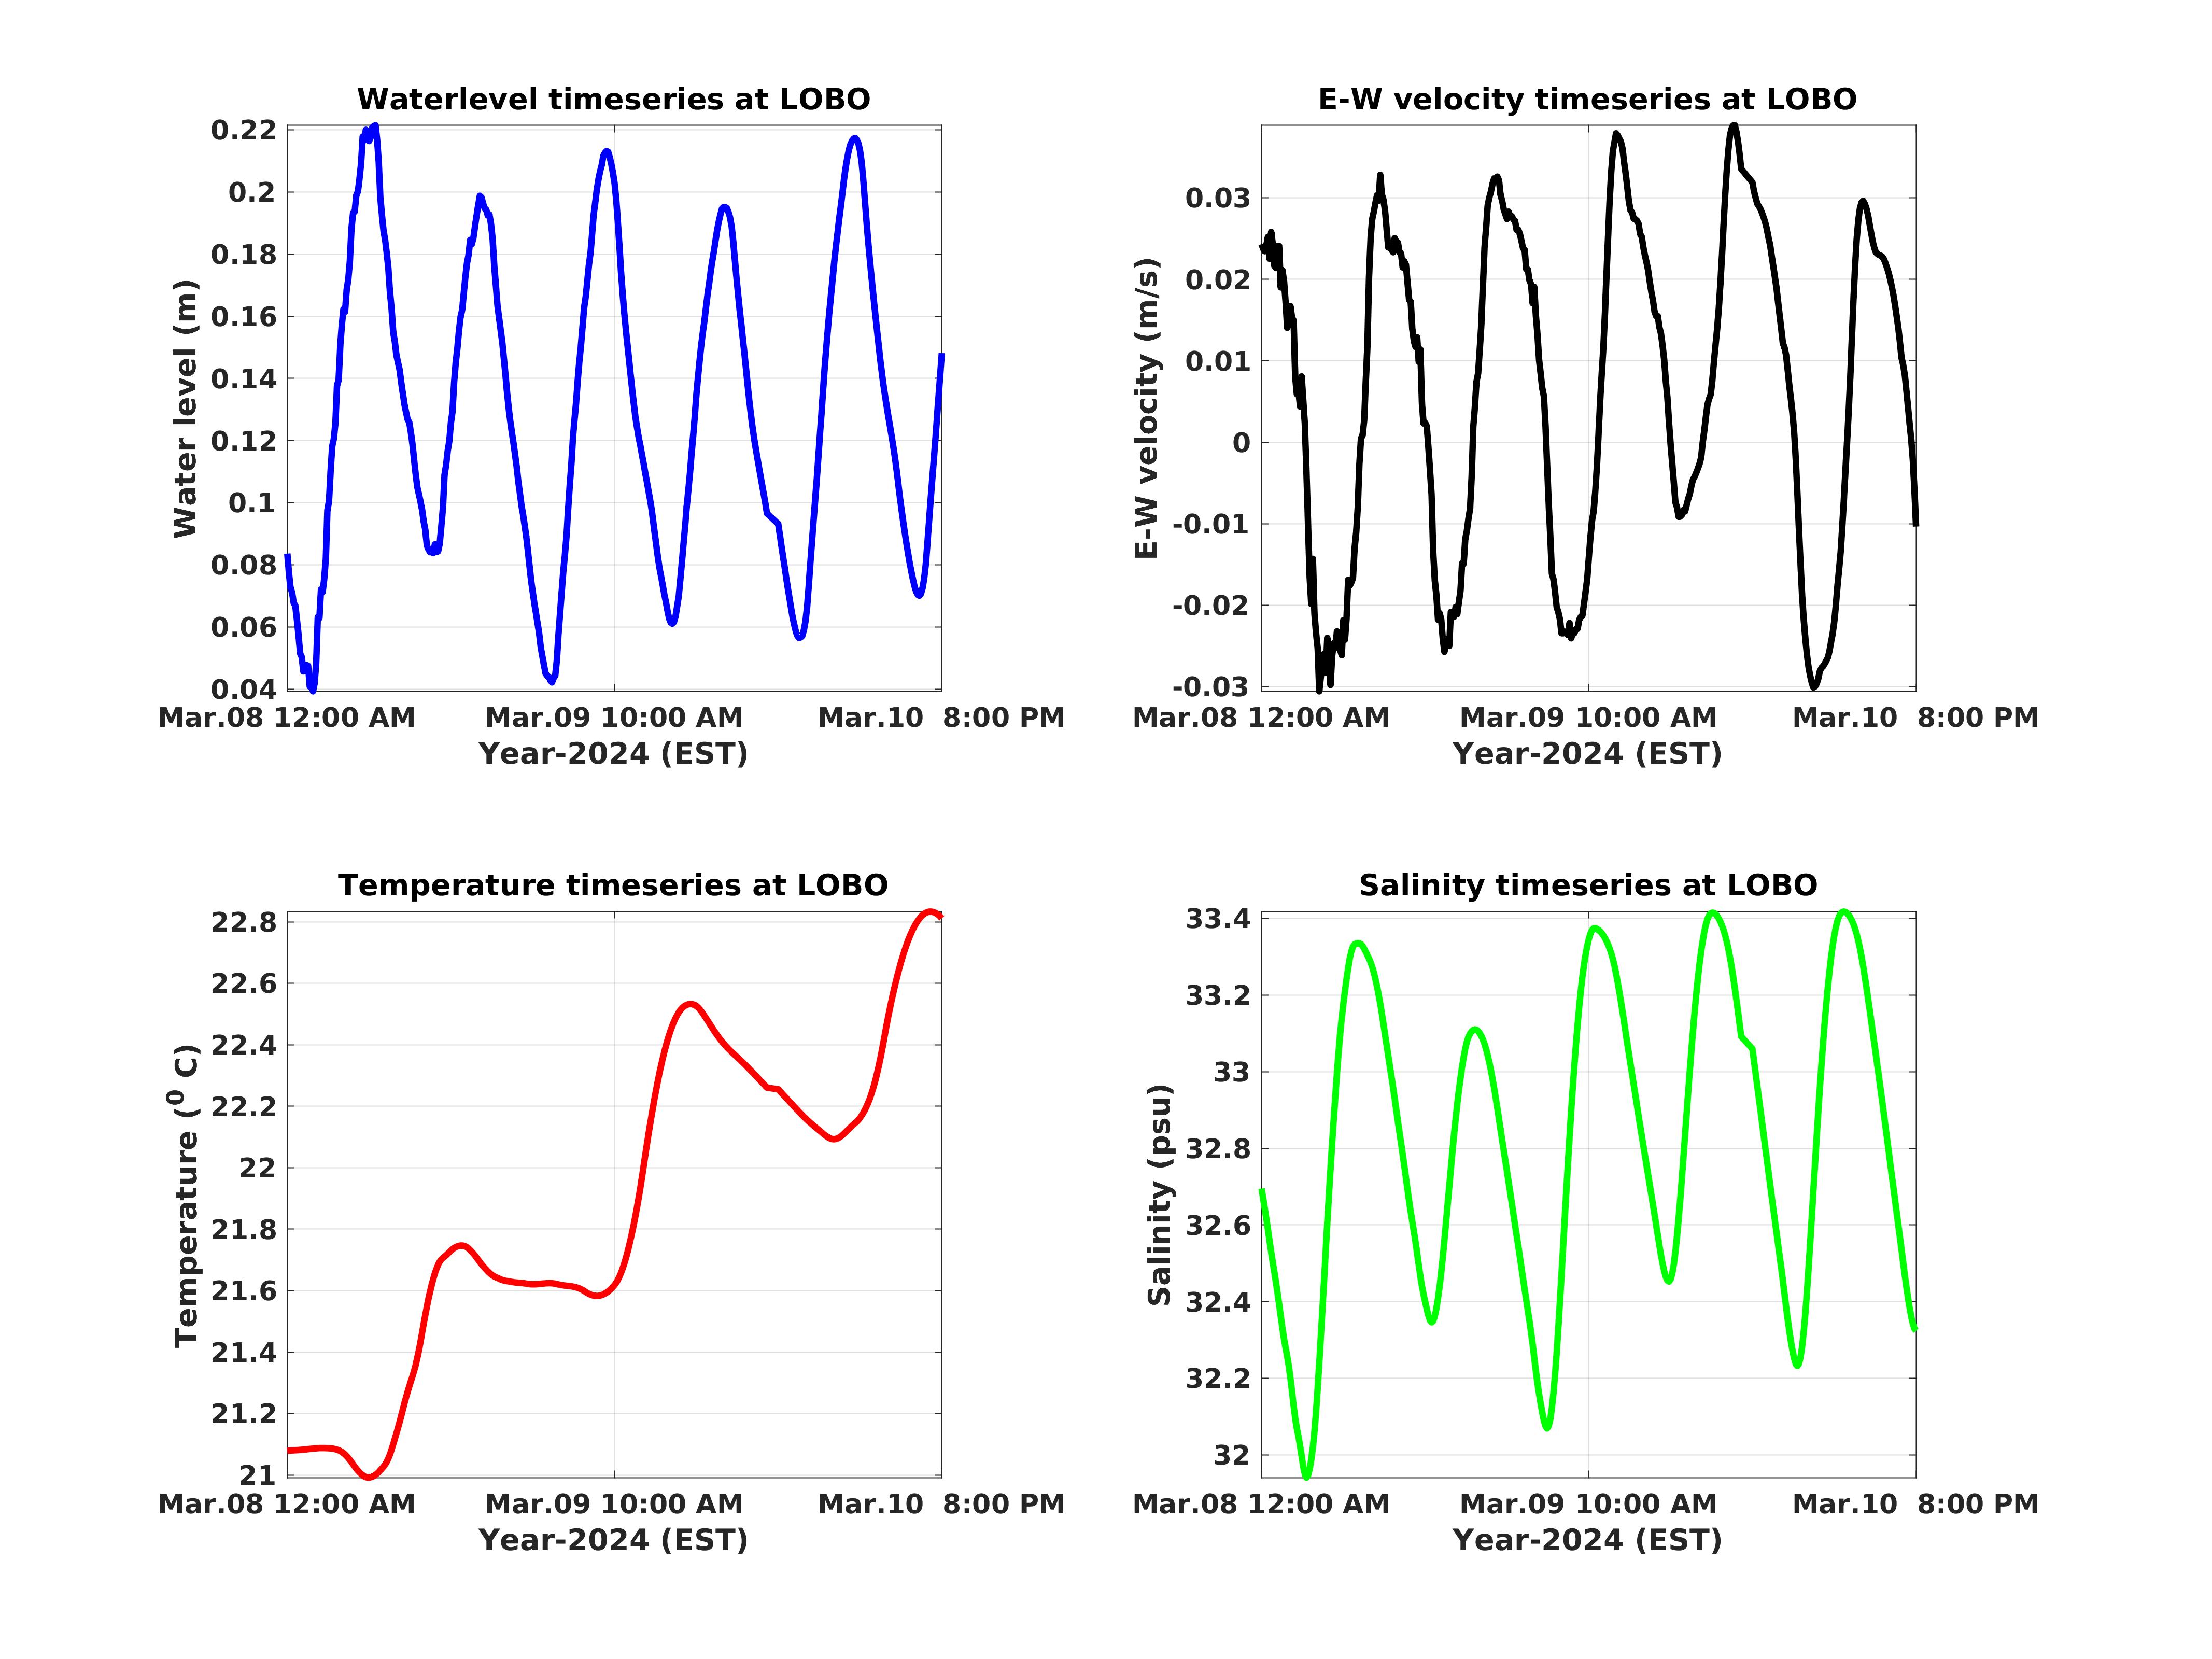 Waterlevel timeseries at LOBO
Water level (m)
0.22
0.2
0.18
0.16
0.14
0.12
0.1
0.08
0.06
0.04
Mar.08 12:00 AM Mar.09 10:00 AM Mar.10 8:00 PM
Year-2024 (EST)
E-W velocity timeseries at LOBO
E-W velocity (m/s)
0.03
0.02
0.01
0
-0.01
-0.02
-0.03
Mar.08 12:00 AM Mar.09 10:00 AM Mar.10 8:00 PM
Year-2024 (EST)
Temperature timeseries at LOBO
Temperature (⁰ C)
22.8
22.6
22.4
22.2
22
21.8
21.6
21.4
21.2
21
Mar.08 12:00 AM Mar.09 10:00 AM Mar.10 8:00 PM
Year-2024 (EST)
Salinity timeseries at LOBO
Salinity (psu)
33.4
33.2
33
32.8
32.6
32.4
32.2
32
Mar.08 12:00 AM Mar.09 10:00 AM Mar.10 8:00 PM
Year-2024 (EST)